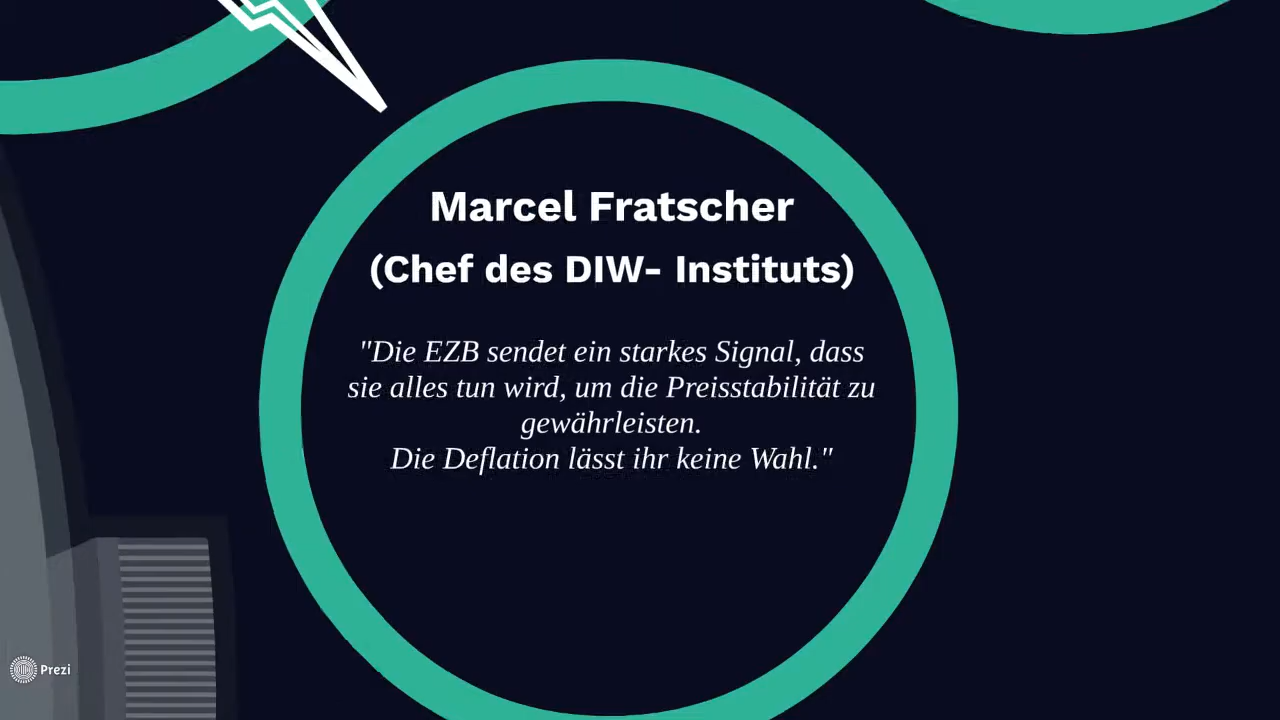 Marcel Fratscher
(Chef des DIW- Instituts)
"Die EZB sendet ein starkes Signal, dass
sie alles tun wird, um die Preisstabilität zu
gewährleisten.
Die Deflation lässt ihr keine Wahl."
Prezi